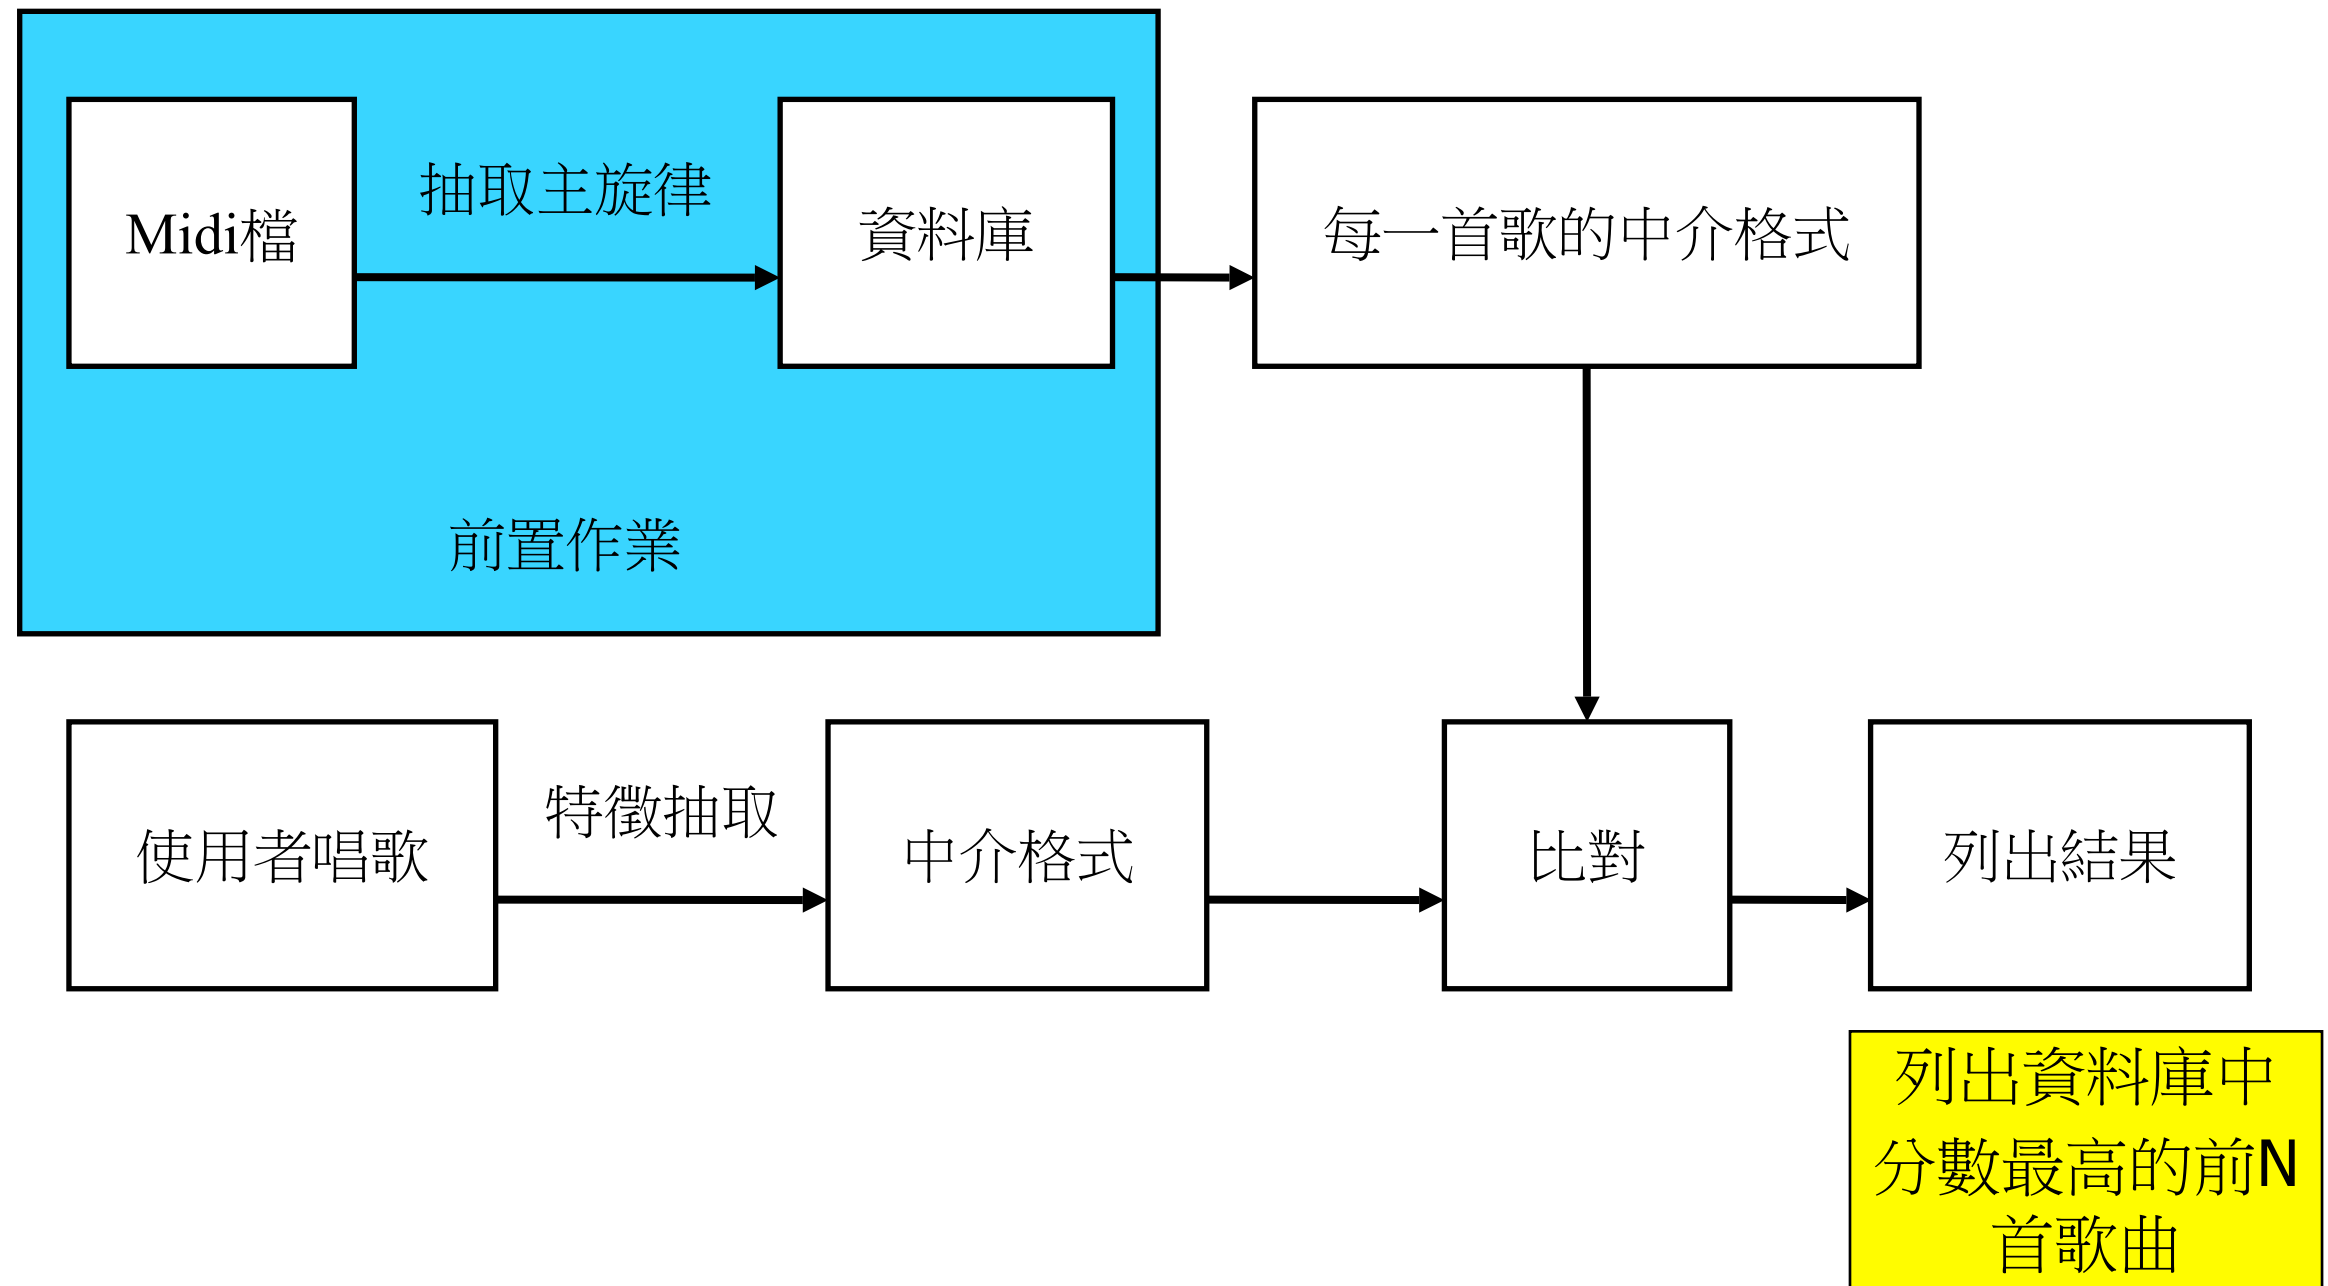 Midi檔
抽取主旋律
資料庫
每一首歌的中介格式
前置作業
使用者唱歌
特徵抽取
中介格式
比對
列出結果
列出資料庫中
分數最高的前N
首歌曲